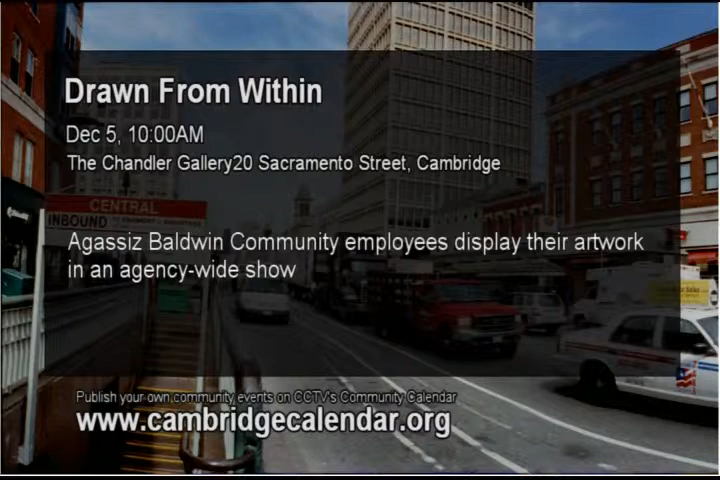 Drawn From Within
Dec 5, 10:00AM
The Chandler Gallery20 Sacramento Street, Cambridge
CENTRAL
INBOUND
Agassiz Baldwin Community employees display their artwork
in an agency-wide show
Publish your own community events on CCTV's Community Calendar
www.cambridgecalendar.org